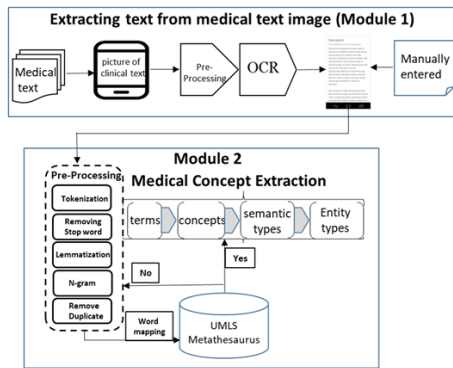 Extracting text from medical text image (Module 1)
Medical
text
picture of
clinical text
Pre-
Processing
OCR
Manually
entered
Module 2
Medical Concept Extraction
Pre-Processing
Tokenization
Removing
Stop word
Lemmatization
N-gram
Remove
Duplicate
terms
concepts
semantic
types
Entity
types
No
Yes
Word
mapping
UMLS
Metathesaurus